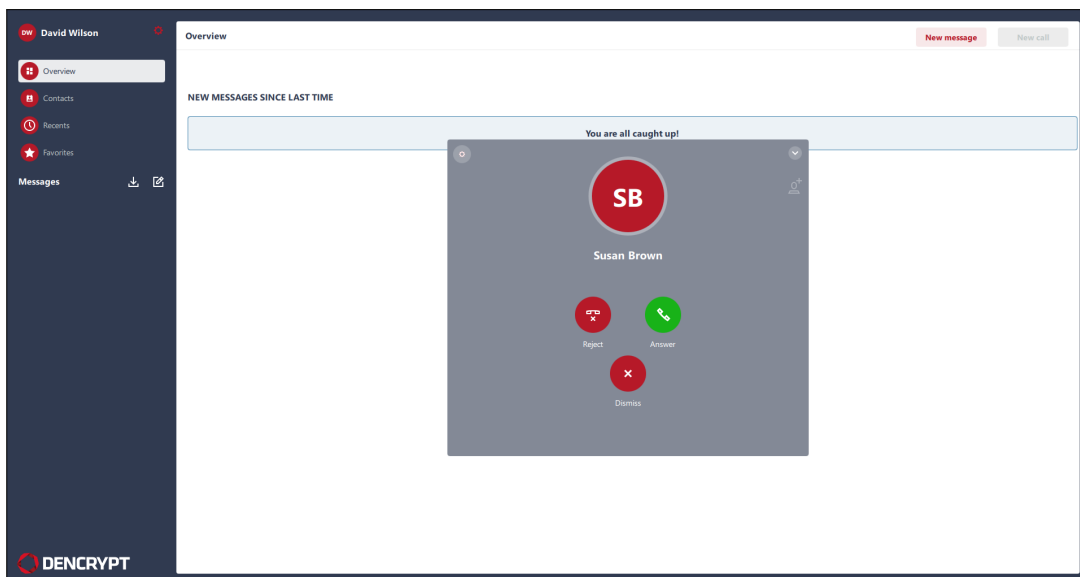 DW David Wilson
Overview
New message
New call
Overview
Contacts
Recents
Favorites
Messages
NEW MESSAGES SINCE LAST TIME
You are all caught up!
SB
Susan Brown
Reject
Answer
Dismiss
DENCRYPT